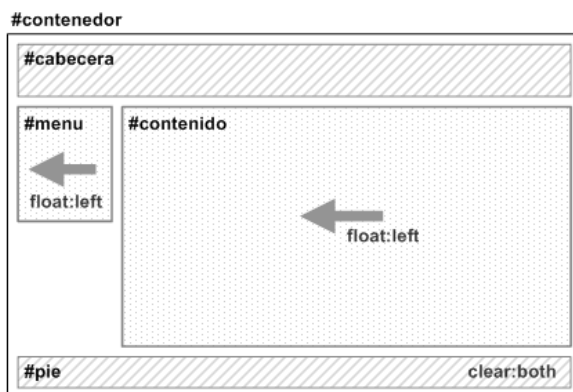 #contenedor
#cabecera
#menu
float:left
#contenido
float:left
#pie
clear:both